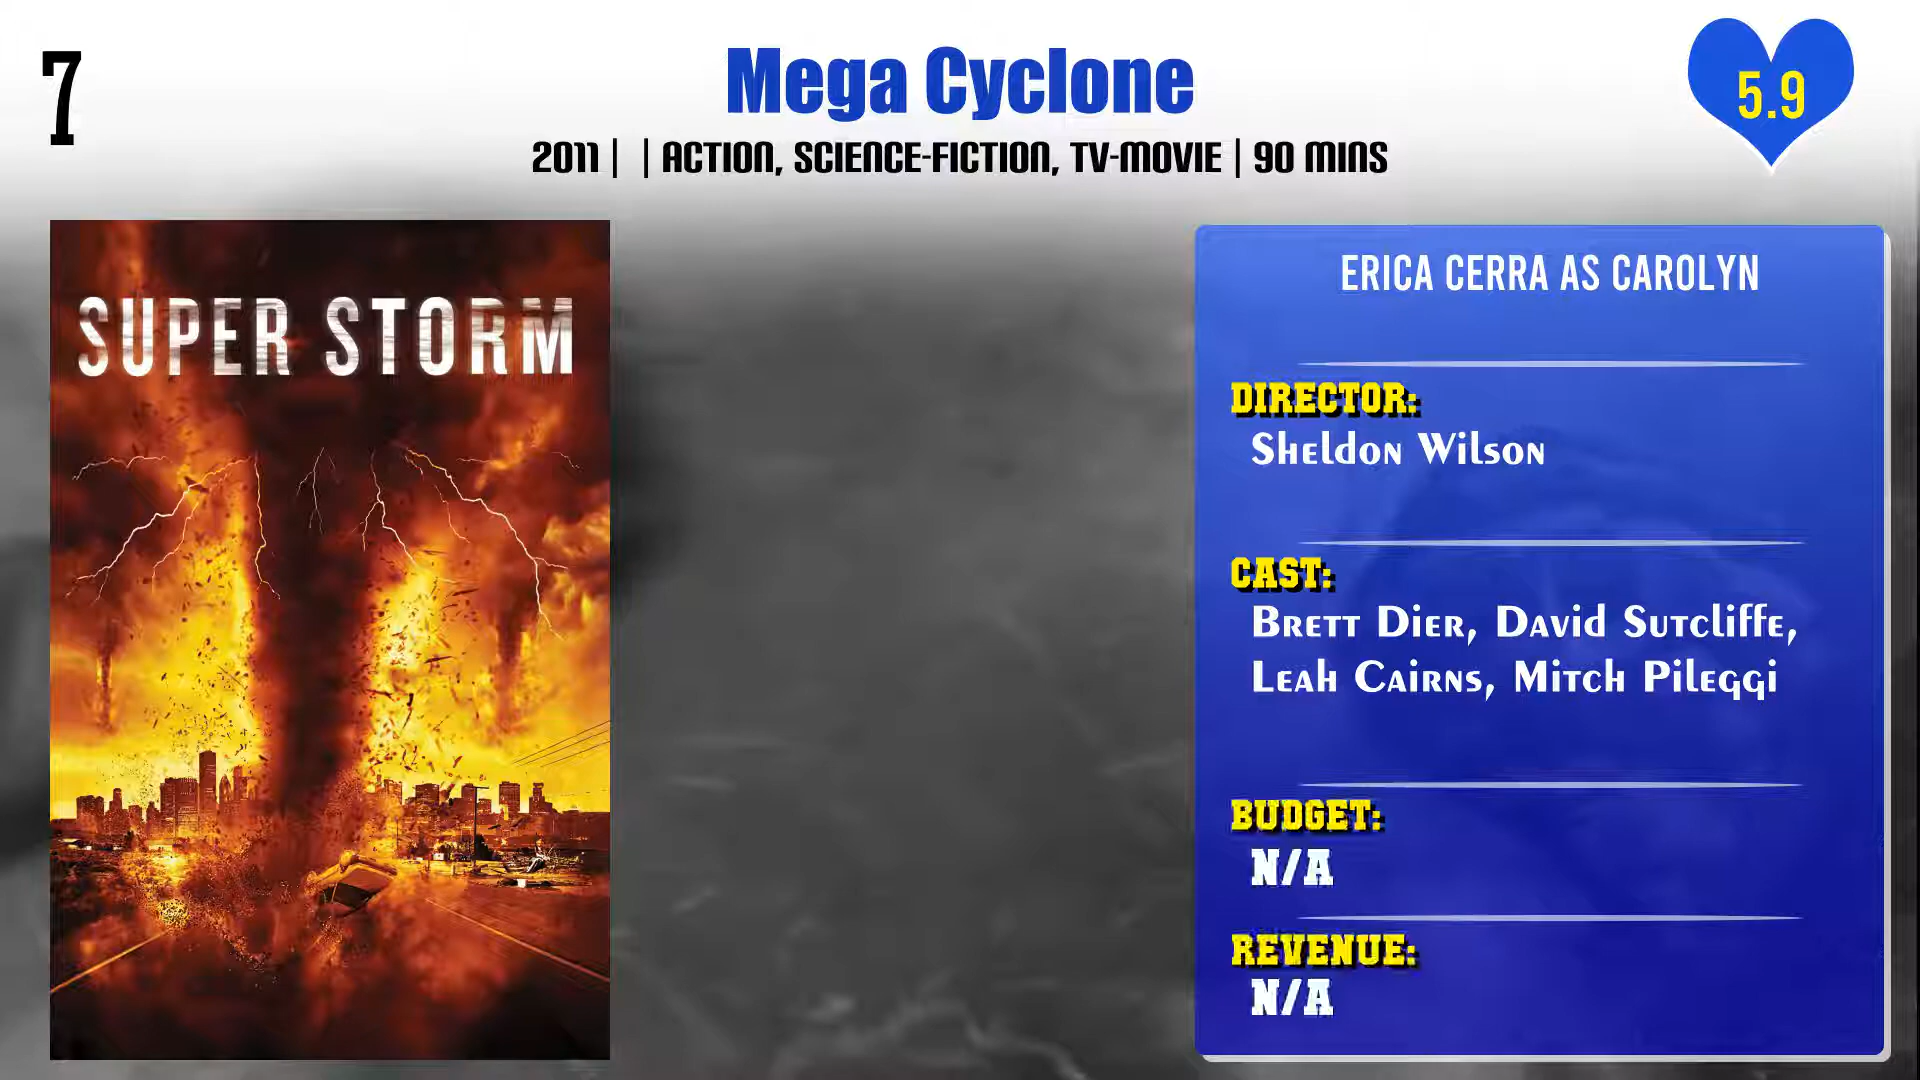 7
Mega Cyclone
5.9
2011 | | ACTION, SCIENCE-FICTION, TV-MOVIE | 90 MINS
SUPER STORM
ERICA CERRA AS CAROLYN
DIRECTOR:
Sheldon Wilson
CAST:
Brett Dier, David Sutcliffe,
Leah Cairns, Mitch Pileggi
BUDGET:
N/A
REVENUE:
N/A